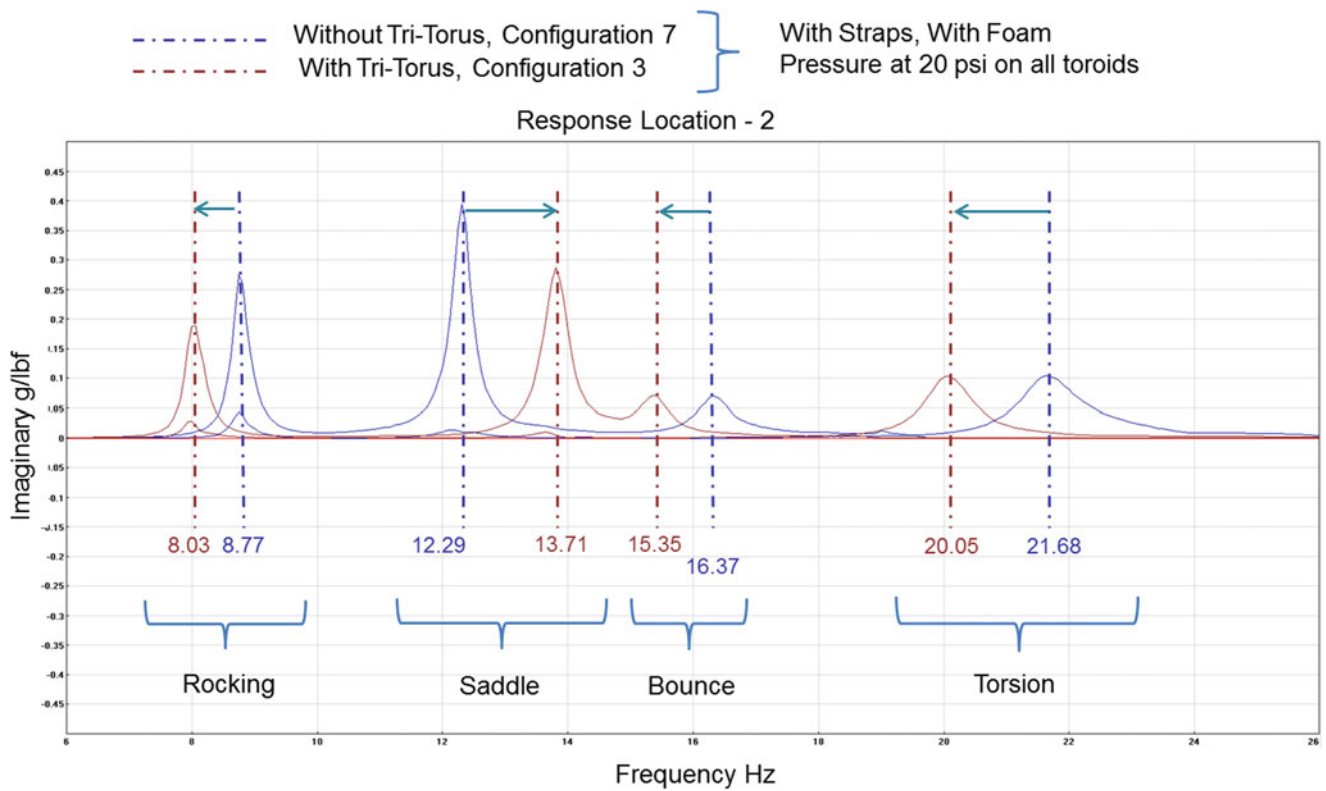 Without Tri-Torus, Configuration 7
With Tri-Torus, Configuration 3
With Straps, With Foam
Pressure at 20 psi on all toroids
Response Location - 2
Imaginary g/lbf
0.45
0.4
0.35
0.3
0.25
0.2
0.15
0.1
0.05
0
0.05
-0.1
-0.15
-0.2
-0.25
-0.3
-0.35
-0.4
-0.45
8.03 8.77 12.29 13.71 15.35 16.37 20.05 21.68
Rocking Saddle Bounce Torsion
6 8 10 12 14 16 18 20 22 24 26
Frequency Hz